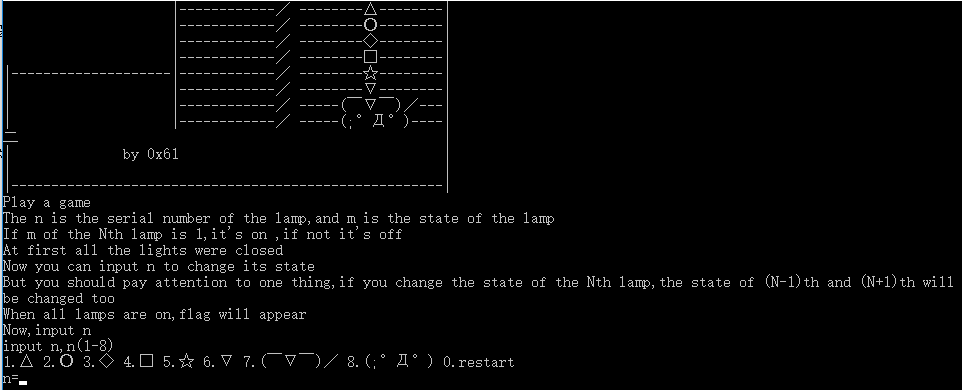 |------------／ -------△-------|
|------------／ -------○-------|
|------------／ -------◇-------|
|------------／ -------□-------|
|--------------------|------------／ -------☆-------|
|------------／ -------▽-------|
|------------／ -----(￣▽￣)／---|
|------------／ -----(;°Д°)----|
by 0x61
|------------------------------------------------------|
Play a game
The n is the serial number of the lamp,and m is the state of the lamp
If m of the Nth lamp is 1,it's on ,if not it's off
At first all the lights were closed
Now you can input n to change its state
But you should pay attention to one thing,if you change the state of the Nth lamp,the state of (N-1)th and (N+1)th will
be changed too
When all lamps are on,flag will appear
Now,input n
input n,n(1-8)
1.△ 2.○ 3.◇ 4.□ 5.☆ 6.▽ 7.(￣▽￣)／ 8.(;°Д°) 0.restart
n=